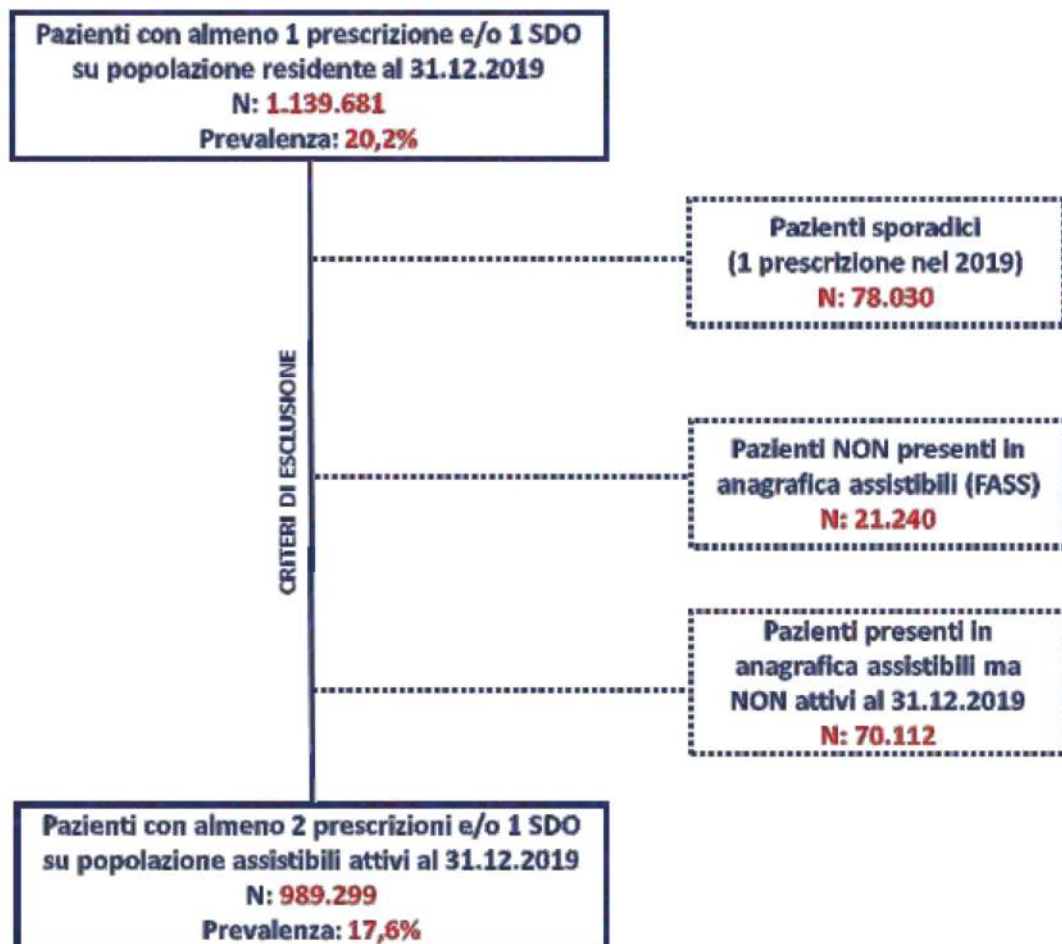 Pazienti con almeno 1 prescrizione e/o 1 SDO
su popolazione residente al 31.12.2019
N: 1.139.681
Prevalenza: 20,2%
Pazienti sporadici
(1 prescrizione nel 2019)
N: 78.030
CRITERI DI ESCLUSIONE
Pazienti NON presenti in
anagrafica assistibili (FASS)
N: 21.240
Pazienti presenti in
anagrafica assistibili ma
NON attivi al 31.12.2019
N: 70.112
Pazienti con almeno 2 prescrizioni e/o 1 SDO
su popolazione assistibili attivi al 31.12.2019
N: 989.299
Prevalenza: 17,6%